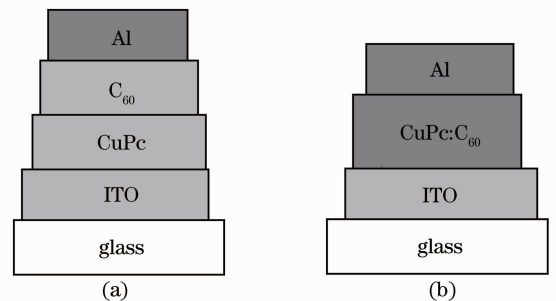 Al
C₆₀
CuPc
ITO
glass
(a)
Al
CuPc:C₆₀
ITO
glass
(b)